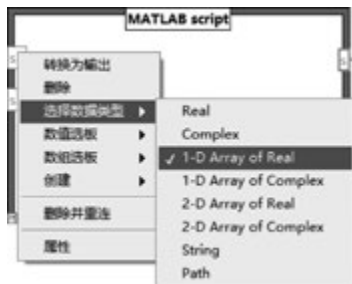 MATLAB script
转换为输出
删除
选择数据类型
数值选板
数组选板
创建
删除并重连
属性
Real
Complex
✓ 1-D Array of Real
1-D Array of Complex
2-D Array of Real
2-D Array of Complex
String
Path